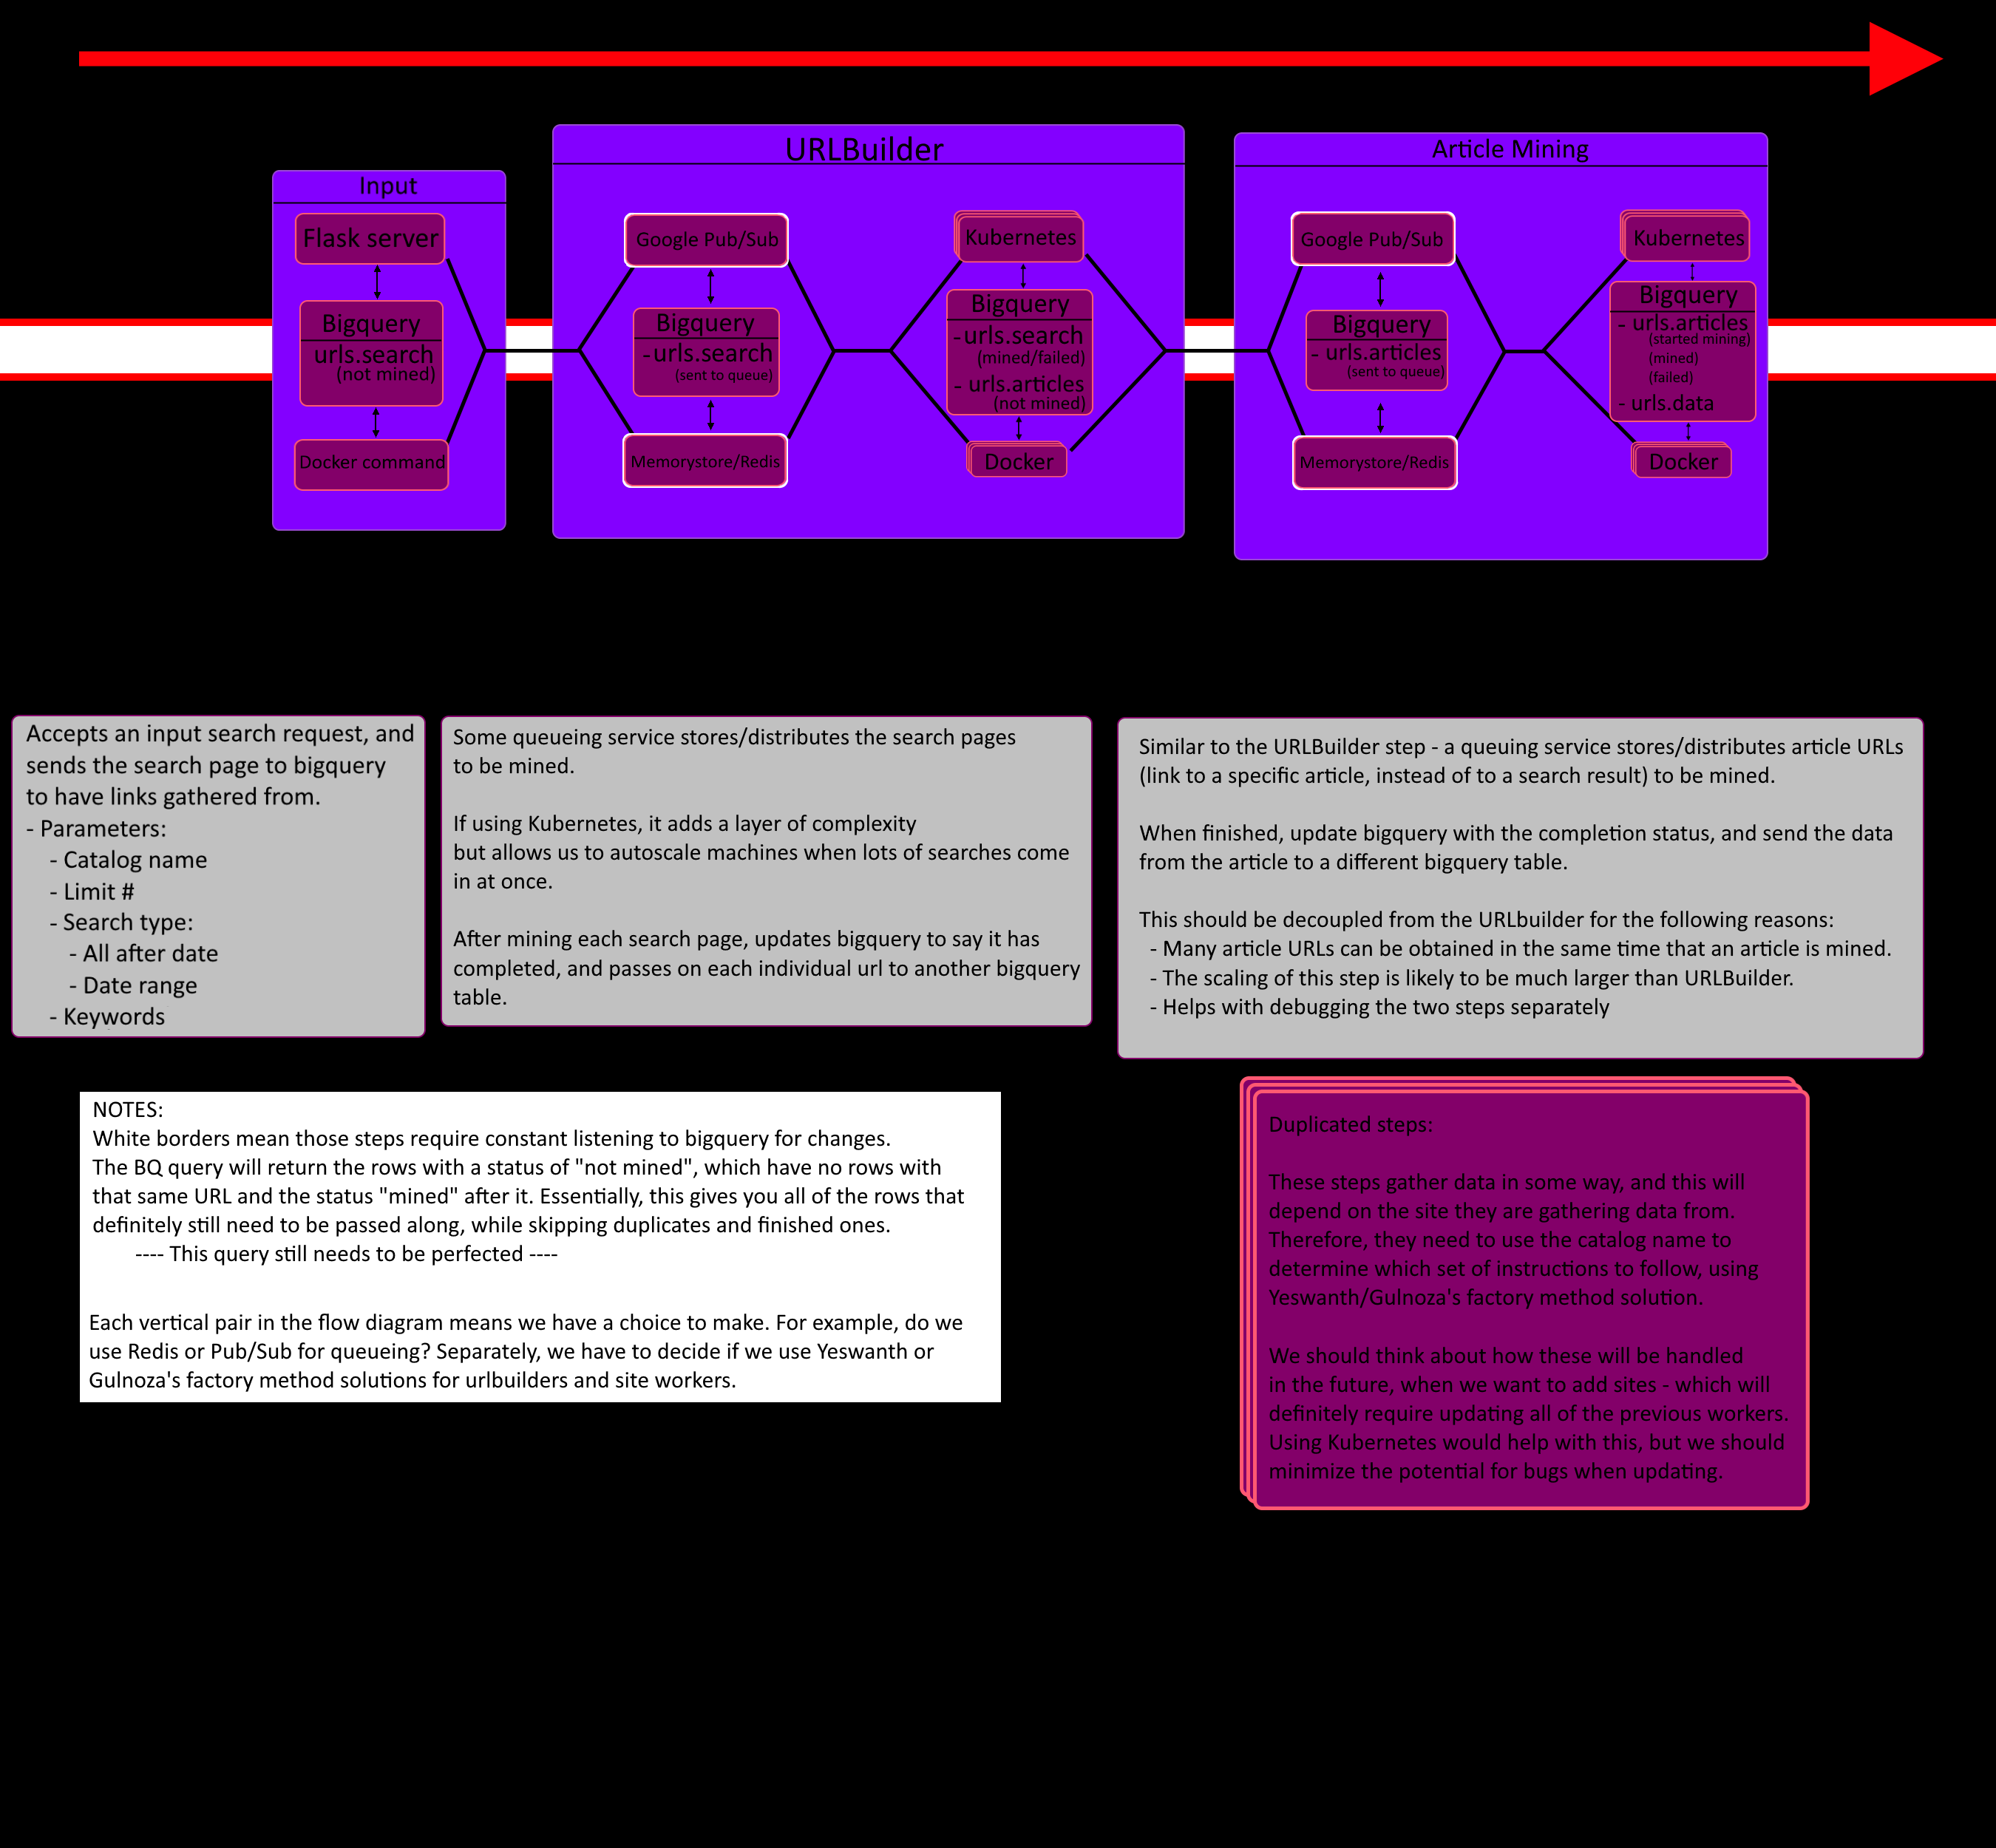 Input
Flask server
Bigquery
urls.search
(not mined)
Docker command
URLBuilder
Google Pub/Sub
Bigquery
- urls.search
(sent to queue)
Memorystore/Redis
Kubernetes
Bigquery
- urls.search
(mined/failed)
- urls.articles
(not mined)
Docker
Article Mining
Google Pub/Sub
Bigquery
- urls.articles
(sent to queue)
Memorystore/Redis
Kubernetes
Bigquery
- urls.articles
(started mining)
(mined)
(failed)
- urls.data
Docker
Accepts an input search request, and
sends the search page to bigquery
to have links gathered from.
- Parameters:
- Catalog name
- Limit #
- Search type:
- All after date
- Date range
- Keywords
Some queueing service stores/distributes the search pages
to be mined.
If using Kubernetes, it adds a layer of complexity
but allows us to autoscale machines when lots of searches come
in at once.
After mining each search page, updates bigquery to say it has
completed, and passes on each individual url to another bigquery
table.
Similar to the URLBuilder step - a queuing service stores/distributes article URLs
(link to a specific article, instead of to a search result) to be mined.
When finished, update bigquery with the completion status, and send the data
from the article to a different bigquery table.
This should be decoupled from the URLbuilder for the following reasons:
- Many article URLs can be obtained in the same time that an article is mined.
- The scaling of this step is likely to be much larger than URLBuilder.
- Helps with debugging the two steps separately
NOTES:
White borders mean those steps require constant listening to bigquery for changes.
The BQ query will return the rows with a status of "not mined", which have no rows with
that same URL and the status "mined" after it. Essentially, this gives you all of the rows that
definitely still need to be passed along, while skipping duplicates and finished ones.
---- This query still needs to be perfected ----
Each vertical pair in the flow diagram means we have a choice to make. For example, do we
use Redis or Pub/Sub for queueing? Separately, we have to decide if we use Yeswanth or
Gulnoza's factory method solutions for urlbuilders and site workers.
Duplicated steps:
These steps gather data in some way, and this will
depend on the site they are gathering data from.
Therefore, they need to use the catalog name to
determine which set of instructions to follow, using
Yeswanth/Gulnoza's factory method solution.
We should think about how these will be handled
in the future, when we want to add sites - which will
definitely require updating all of the previous workers.
Using Kubernetes would help with this, but we should
minimize the potential for bugs when updating.